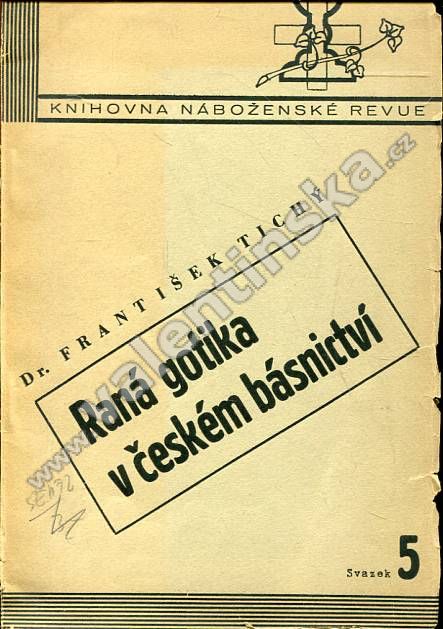 KNIHOVNA NÁBOŽENSKÉ REVUE
Dr. FRANTIŠEK TICHÝ
Raná gotika
v českém básnictví
www.valentinska.cz
Svazek 5